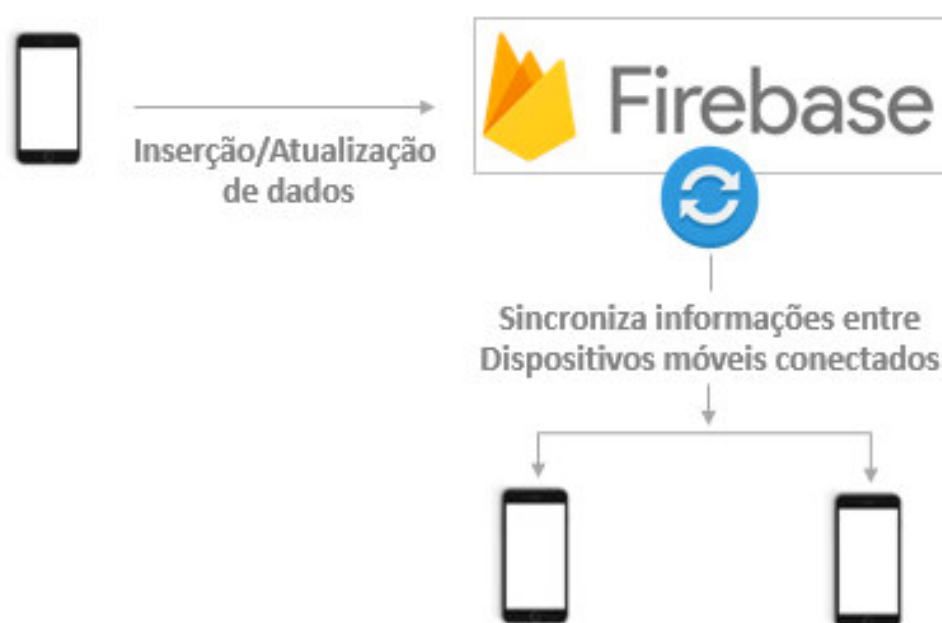 Firebase
Inserção/Atualização
de dados
Sincroniza informações entre
Dispositivos móveis conectados